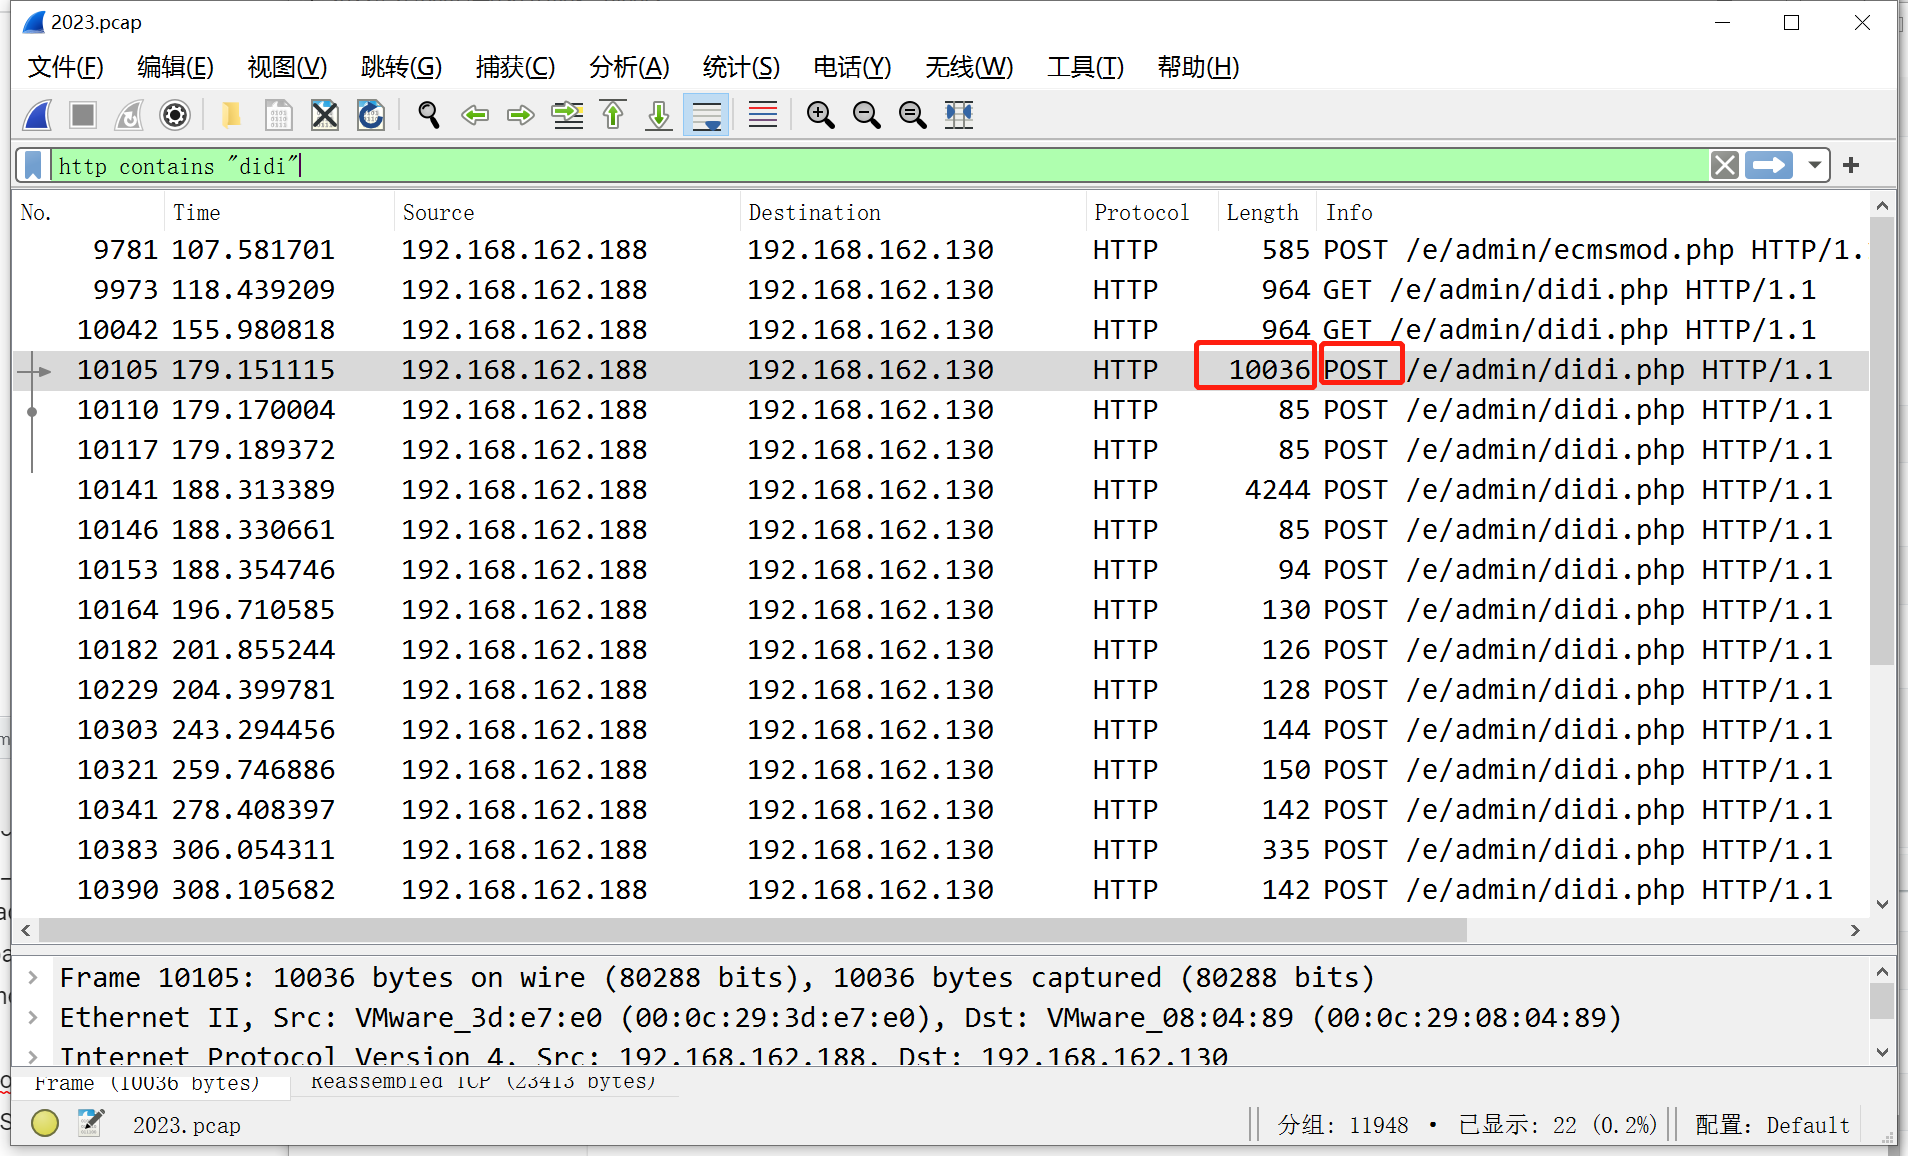 2023.pcap
文件(F) 编辑(E) 视图(V) 跳转(G) 捕获(C) 分析(A) 统计(S) 电话(Y) 无线(W) 工具(T) 帮助(H)
http contains "didi"
No. Time Source Destination Protocol Length Info
9781 107.581701 192.168.162.188 192.168.162.130 HTTP 585 POST /e/admin/ecmsmod.php HTTP/1.
9973 118.439209 192.168.162.188 192.168.162.130 HTTP 964 GET /e/admin/didi.php HTTP/1.1
10042 155.980818 192.168.162.188 192.168.162.130 HTTP 964 GET /e/admin/didi.php HTTP/1.1
10105 179.151115 192.168.162.188 192.168.162.130 HTTP 10036 POST /e/admin/didi.php HTTP/1.1
10110 179.170004 192.168.162.188 192.168.162.130 HTTP 85 POST /e/admin/didi.php HTTP/1.1
10117 179.189372 192.168.162.188 192.168.162.130 HTTP 85 POST /e/admin/didi.php HTTP/1.1
10141 188.313389 192.168.162.188 192.168.162.130 HTTP 4244 POST /e/admin/didi.php HTTP/1.1
10146 188.330661 192.168.162.188 192.168.162.130 HTTP 85 POST /e/admin/didi.php HTTP/1.1
10153 188.354746 192.168.162.188 192.168.162.130 HTTP 94 POST /e/admin/didi.php HTTP/1.1
10164 196.710585 192.168.162.188 192.168.162.130 HTTP 130 POST /e/admin/didi.php HTTP/1.1
10182 201.855244 192.168.162.188 192.168.162.130 HTTP 126 POST /e/admin/didi.php HTTP/1.1
10229 204.399781 192.168.162.188 192.168.162.130 HTTP 128 POST /e/admin/didi.php HTTP/1.1
10303 243.294456 192.168.162.188 192.168.162.130 HTTP 144 POST /e/admin/didi.php HTTP/1.1
10321 259.746886 192.168.162.188 192.168.162.130 HTTP 150 POST /e/admin/didi.php HTTP/1.1
10341 278.408397 192.168.162.188 192.168.162.130 HTTP 142 POST /e/admin/didi.php HTTP/1.1
10383 306.054311 192.168.162.188 192.168.162.130 HTTP 335 POST /e/admin/didi.php HTTP/1.1
10390 308.105682 192.168.162.188 192.168.162.130 HTTP 142 POST /e/admin/didi.php HTTP/1.1
Frame 10105: 10036 bytes on wire (80288 bits), 10036 bytes captured (80288 bits)
Ethernet II, Src: VMware_3d:e7:e0 (00:0c:29:3d:e7:e0), Dst: VMware_08:04:89 (00:0c:29:08:04:89)
Internet Protocol Version 4, Src: 192.168.162.188, Dst: 192.168.162.130
Frame (10036 bytes) Reassembled TCP (23413 bytes)
2023.pcap 分组: 11948 · 已显示: 22 (0.2%) 配置: Default